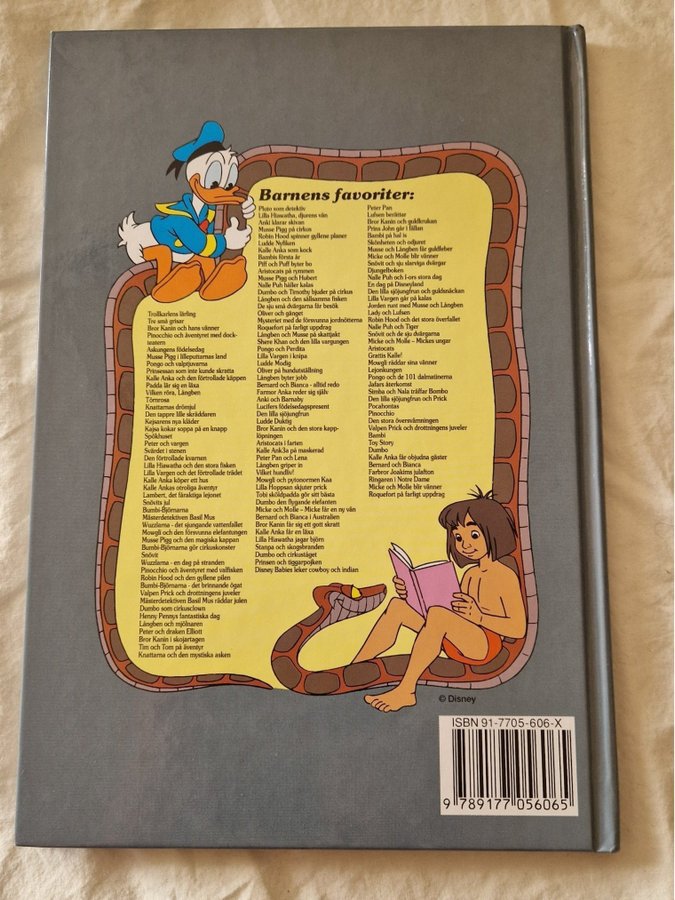 Barnens favoriter:
Trollkarlens lärling
Tre små grisar
Bror Kanin och hans vänner
Pinocchio och äventyret med dock-
teatern
Askungens födelsedag
Musse Pigg i lilleputtarnas land
Pongo och valptjuvarna
Prinsessan som inte kunde skratta
Kalle Anka och den förtrollade käppen
Padda lär sig en läxa
Vilken röra, Långben
Törnrosa
Knattarnas drömjul
Den tappre lille skräddaren
Kejsarens nya kläder
Kajsa kokar soppa på en knapp
Spökhuset
Peter och vargen
Svärdet i stenen
Den förtrollade kvarnen
Lilla Hiawatha och den stora fisken
Lilla Vargen och det förtrollade trädet
Kalle Anka köper ett hus
Kalle Ankas otroliga äventyr
Lambert, det fåraktiga lejonet
Snövits jul
Bumbi-Björnarna
Mästerdetektiven Basil Mus
Wuzzlarna - det sjungande vattenfallet
Mowgli och den försvunna elefantungen
Musse Pigg och den magiska kappan
Bumbi-Björnarna gör cirkuskonster
Snövit
Wuzzlarna - en dag på stranden
Pinocchio och äventyret med valfisken
Robin Hood och den gyllene pilen
Bumbi-Björnarna - det brinnande ögat
Valpen Prick och drottningens juveler
Mästerdetektiven Basil Mus räddar julen
Dumbo som cirkusclown
Henny Pennys fantastiska dag
Långben och mjölnaren
Peter och draken Elliott
Bror Kanin i skojartagen
Tim och Tom på äventyr
Knattarna och den mystiska asken
Pluto som detektiv
Lilla Hiawatha, djurens vän
Anki klarar skivan
Musse Pigg på cirkus
Robin Hood spinner gyllene planer
Ludde Nyfiken
Kalle Anka som kock
Bambis första år
Piff och Puff byter bo
Aristocats på rymmen
Musse Pigg och Hubert
Nalle Puh håller kalas
Dumbo och Timothy bjuder på cirkus
Långben och den sällsamma fisken
De sju små dvärgarna får besök
Oliver och gänget
Mysteriet med de försvunna jordnötterna
Roquefort på farligt uppdrag
Långben och Musse på skattjakt
Shere Khan och den lilla vargungen
Pongo och Perdita
Lilla Vargen i knipa
Ludde Modig
Oliver på hundutställning
Långben byter jobb
Bernard och Bianca - alltid redo
Farmor Anka reder sig själv
Anki och Barnaby
Lucifers födelsedagspresent
Den lilla sjöjungfrun
Ludde Duktig
Bror Kanin och den stora kapp-
löpningen
Aristocats i farten
Kalle Anka på maskerad
Peter Pan och Lena
Långben griper in
Vilket hundliv!
Mowgli och pytonormen Kaa
Lilla Hoppsan skjuter prick
Tobi sköldpadda gör sitt bästa
Dumbo den flygande elefanten
Micke och Molle - Micke får en ny vän
Bernard och Bianca i Australien
Bror Kanin får sig ett gott skratt
Kalle Anka får en läxa
Lilla Hiawatha jagar björn
Stampa och skogsbranden
Dumbo och cirkuståget
Prinsen och tiggarpojken
Disney Babies leker cowboy och indian
Peter Pan
Lufsen berättar
Bror Kanin och guldkrukan
Prins John går i fällan
Bambi på hal is
Skönheten och odjuret
Musse och Långben får guldfeber
Micke och Molle blir vänner
Snövit och sju slarviga dvärgar
Djungelboken
Nalle Puh och I-ors stora dag
En dag på Disneyland
Den lilla sjöjungfrun och guldsnäckan
Lilla Vargen går på kalas
Jorden runt med Musse och Långben
Lady och Lufsen
Robin Hood och det stora överfallet
Nalle Puh och Tiger
Snövit och de sju dvärgarna
Micke och Molle - Mickes ungar
Aristocats
Grattis Kalle!
Mowgli räddar sina vänner
Lejonkungen
Pongo och de 101 dalmatinerna
Jafars återkomst
Simba och Nala träffar Bombo
Den lilla sjöjungfrun och Prick
Pocahontas
Pinocchio
Den stora översvämningen
Valpen Prick och drottningens juveler
Bambi
Toy Story
Dumbo
Kalle Anka får objudna gäster
Bernard och Bianca
Farbror Joakims julafton
Ringaren i Notre Dame
Micke och Molle blir vänner
Roquefort på farligt uppdrag
© Disney
ISBN 91-7705-606-X
9 789177 056065